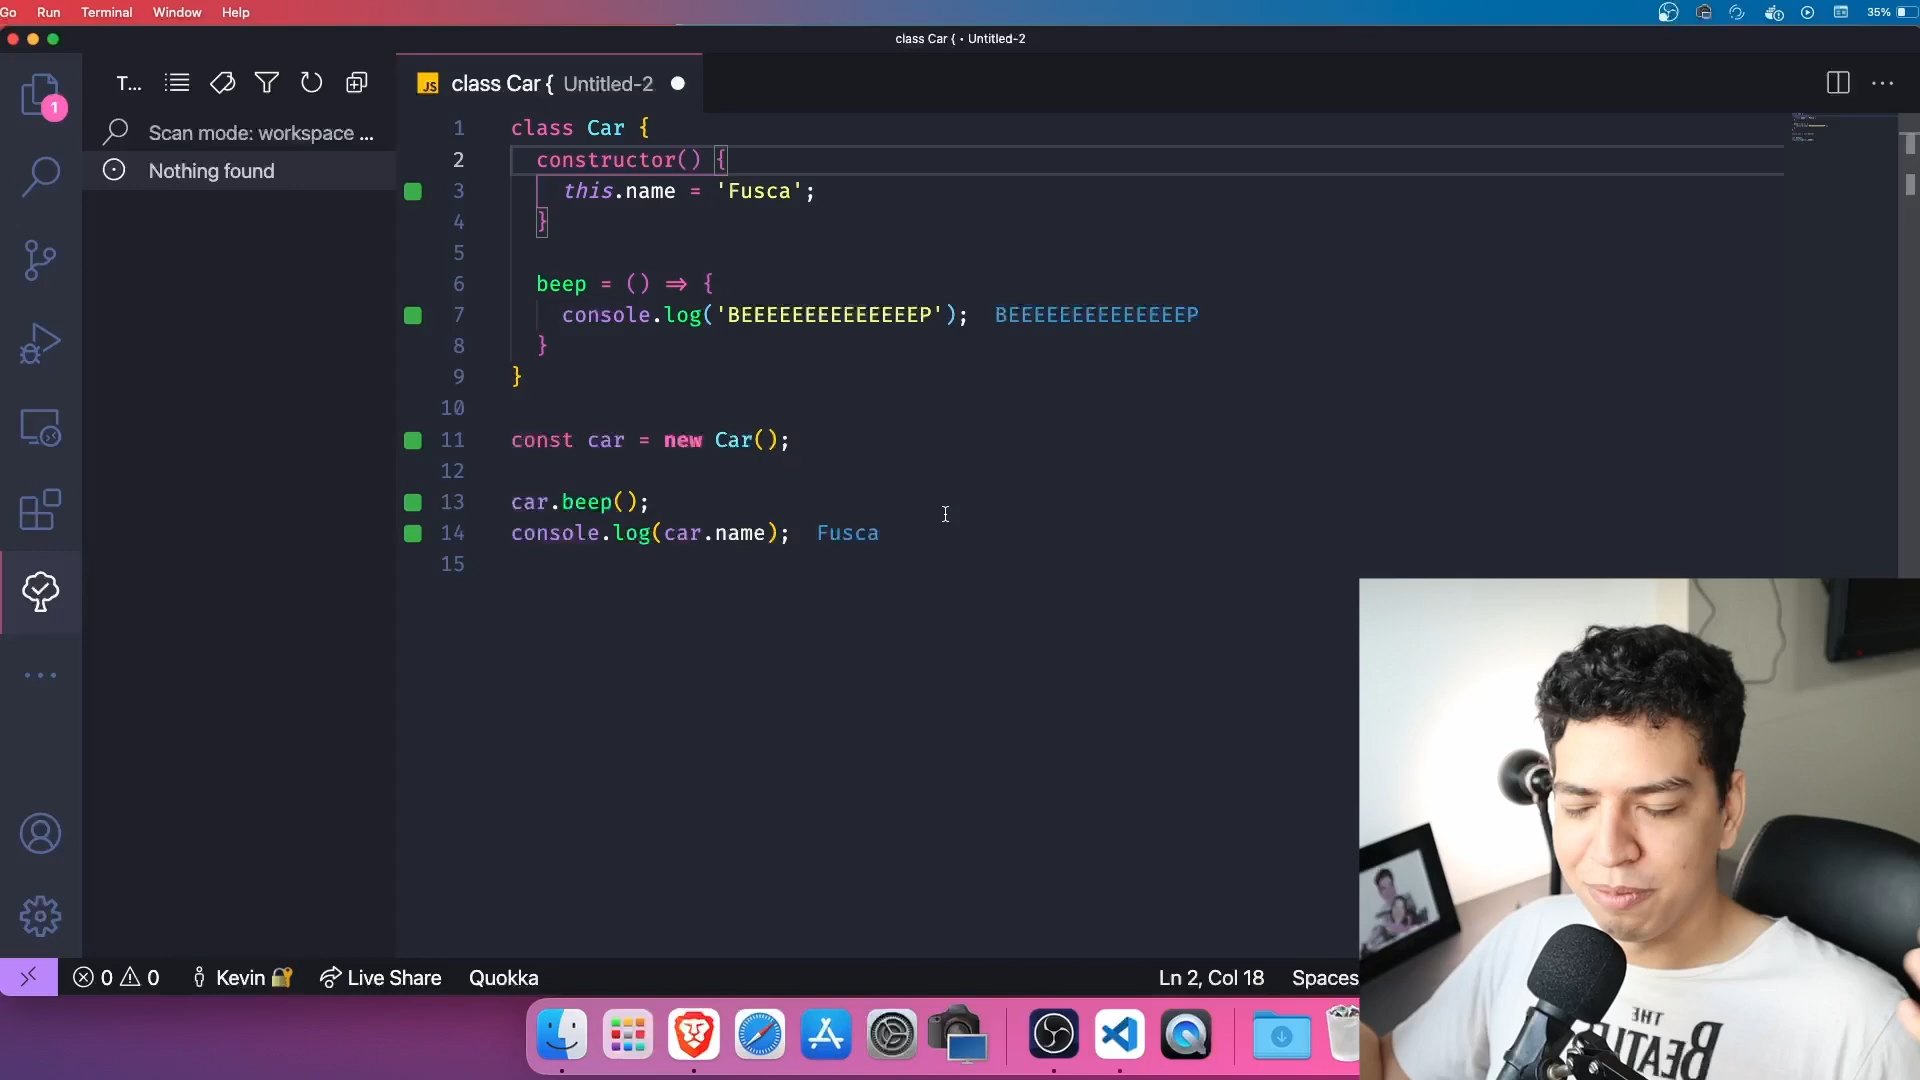 Go Run Terminal Window Help
35%
class Car { • Untitled-2
T...
class Car { Untitled-2
1
Scan mode: workspace ...
Nothing found
1 class Car {
2 constructor() {
3 this.name = 'Fusca';
4 }
5
6 beep = () => {
7 console.log('BEEEEEEEEEEEEEEP'); BEEEEEEEEEEEEEEP
8 }
9 }
10
11 const car = new Car();
12
13 car.beep();
14 console.log(car.name); Fusca
15
0 0 Kevin Live Share Quokka
Ln 2, Col 18 Spaces
THE